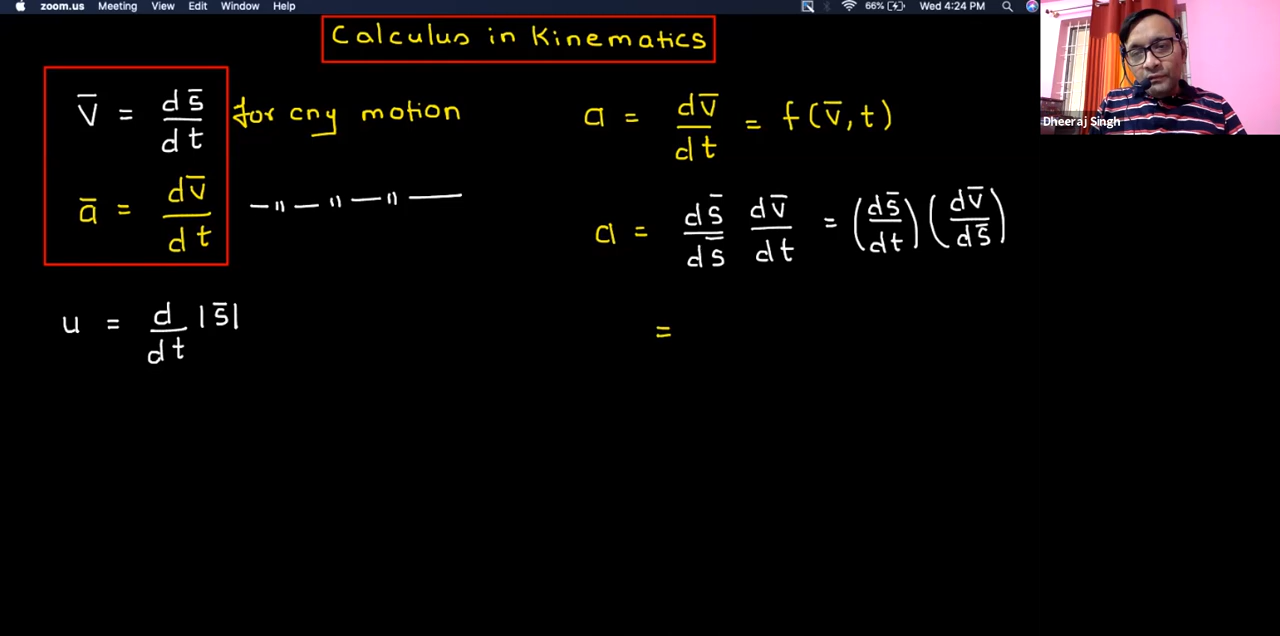 zoom.us Meeting View Edit Window Help 66% Wed 4:24 PM
Calculus in Kinematics
V̄ = ds̄/dt for any motion
ā = dv̄/dt —〃—〃—〃—
u = d/dt |s̄|
a = dv̄/dt = f(v̄, t)
a = ds̄/ds̄ dv̄/dt = (ds̄/dt)(dv̄/ds̄)
=
Dheeraj Singh